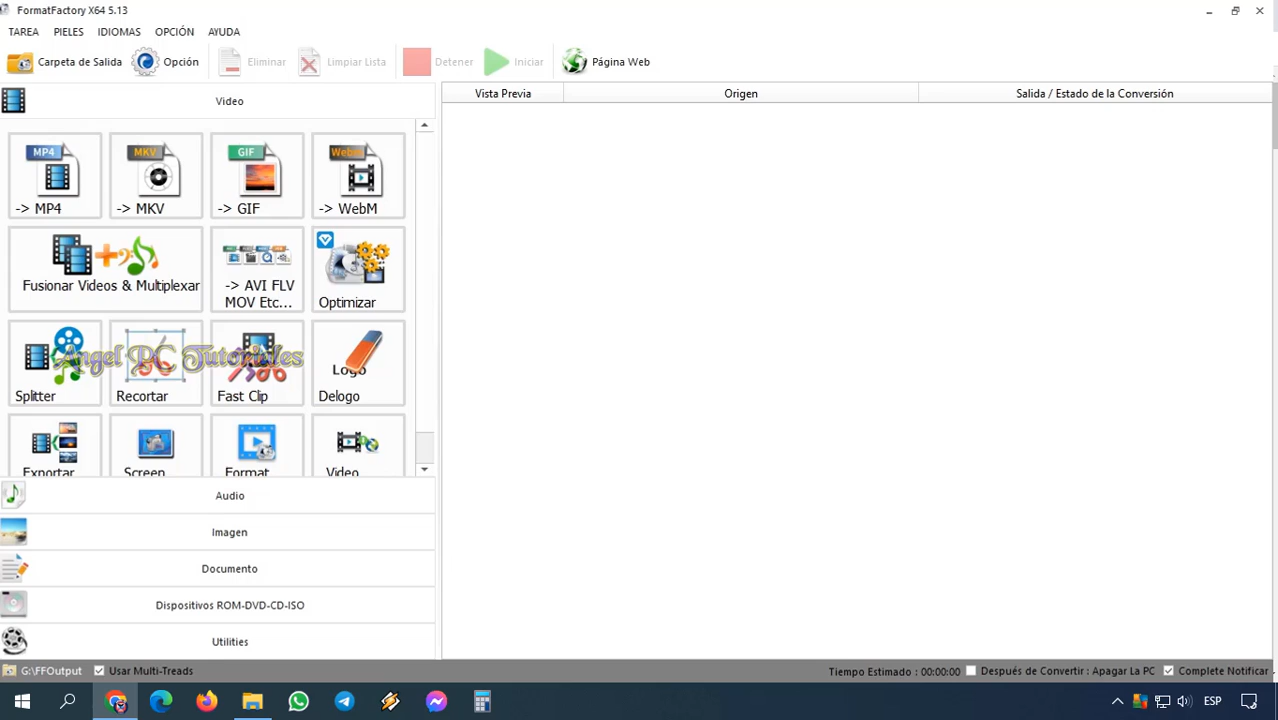 FormatFactory X64 5.13
TAREA PIELES IDIOMAS OPCIÓN AYUDA
Carpeta de Salida Opción Eliminar Limpiar Lista Detener Iniciar Página Web
Video
Vista Previa Origen Salida / Estado de la Conversión
MP4 MKV GIF WebM
-> MP4 -> MKV -> GIF -> WebM
Fusionar Videos & Multiplexar
-> AVI FLV
MOV Etc...
Optimizar
Angel PC Tutoriales
Logo
Splitter Recortar Fast Clip Delogo
Exportar Screen Format Video
Audio
Imagen
Documento
Dispositivos ROM-DVD-CD-ISO
Utilities
G:\FFOutput Usar Multi-Treads Tiempo Estimado : 00:00:00 Después de Convertir : Apagar La PC Complete Notificar
ESP